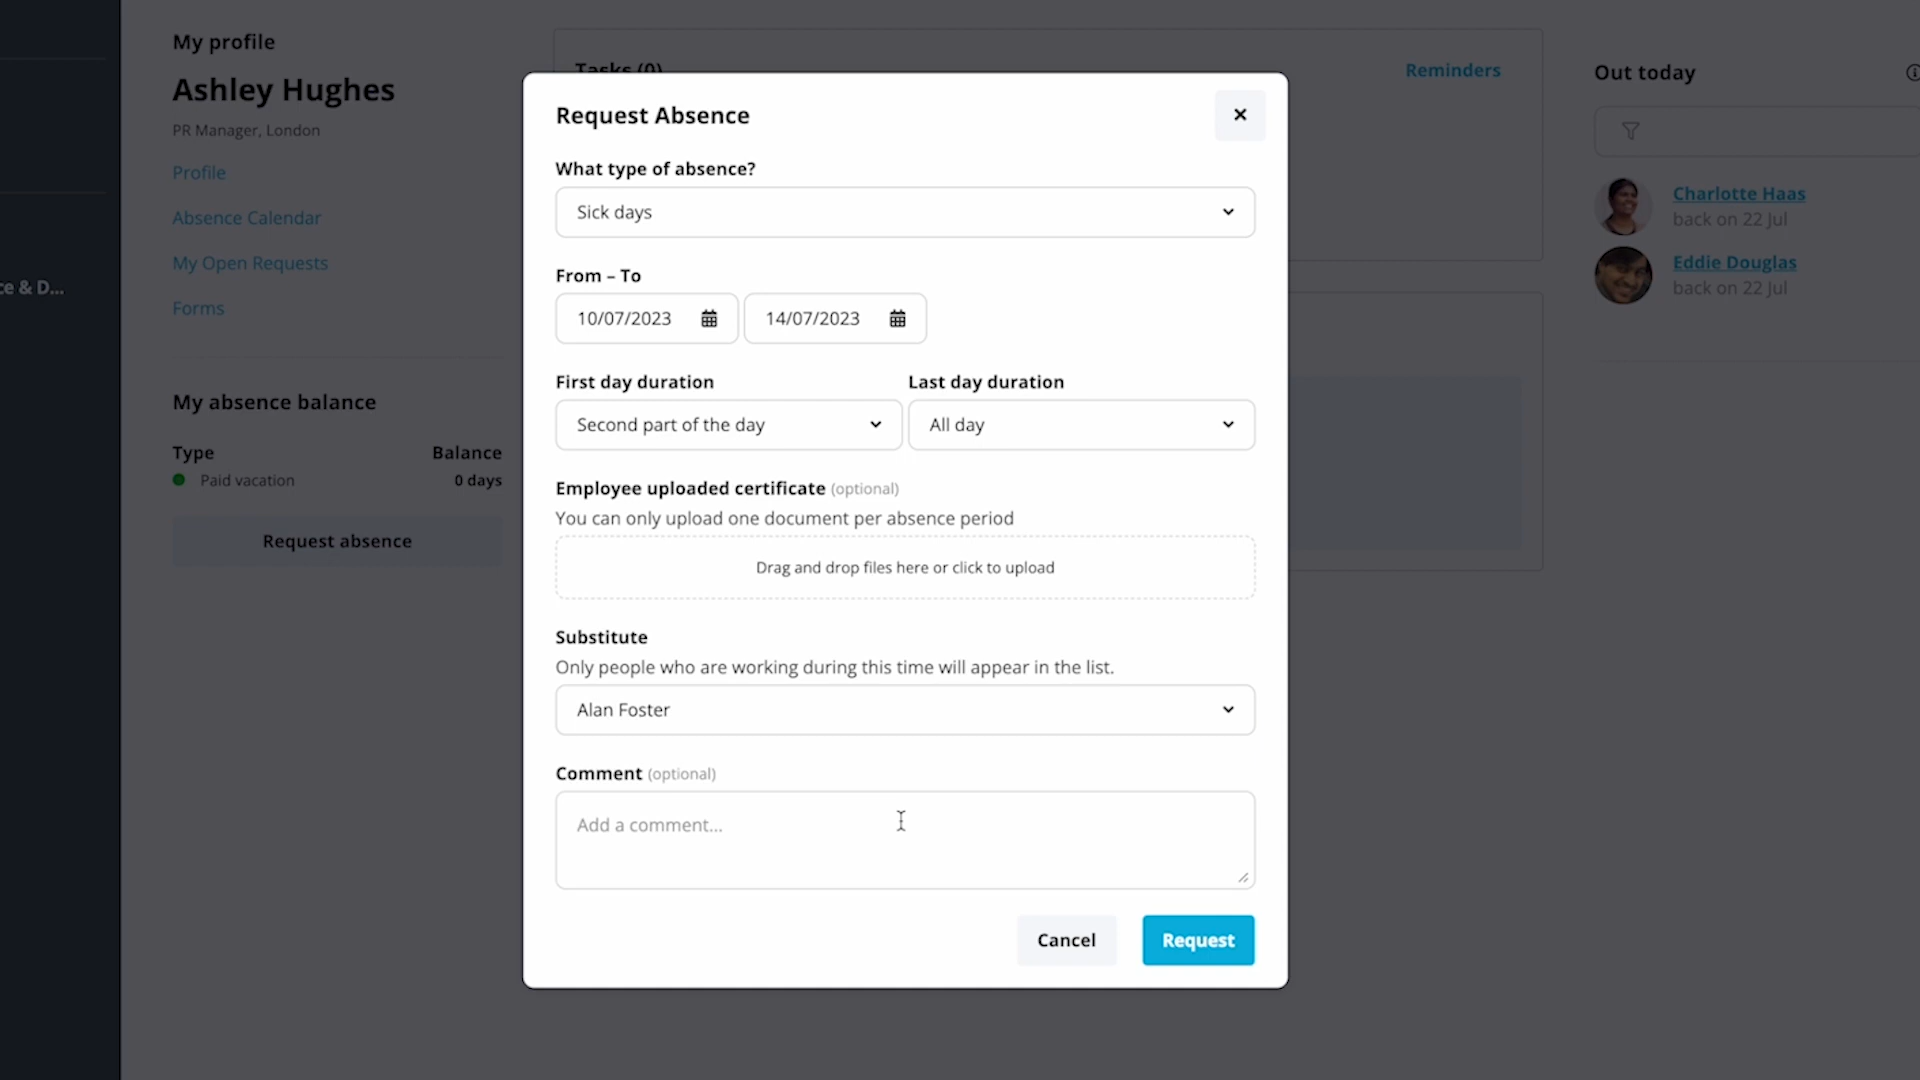 My profile
Ashley Hughes
PR Manager, London
Profile
Absence Calendar
My Open Requests
Forms
ce & D...
My absence balance
Type Balance
Paid vacation 0 days
Request absence
Tasks (0)
Reminders
Request Absence
What type of absence?
Sick days
From – To
10/07/2023 14/07/2023
First day duration Last day duration
Second part of the day All day
Employee uploaded certificate (optional)
You can only upload one document per absence period
Drag and drop files here or click to upload
Substitute
Only people who are working during this time will appear in the list.
Alan Foster
Comment (optional)
Add a comment...
Cancel Request
Out today
Charlotte Haas
back on 22 Jul
Eddie Douglas
back on 22 Jul